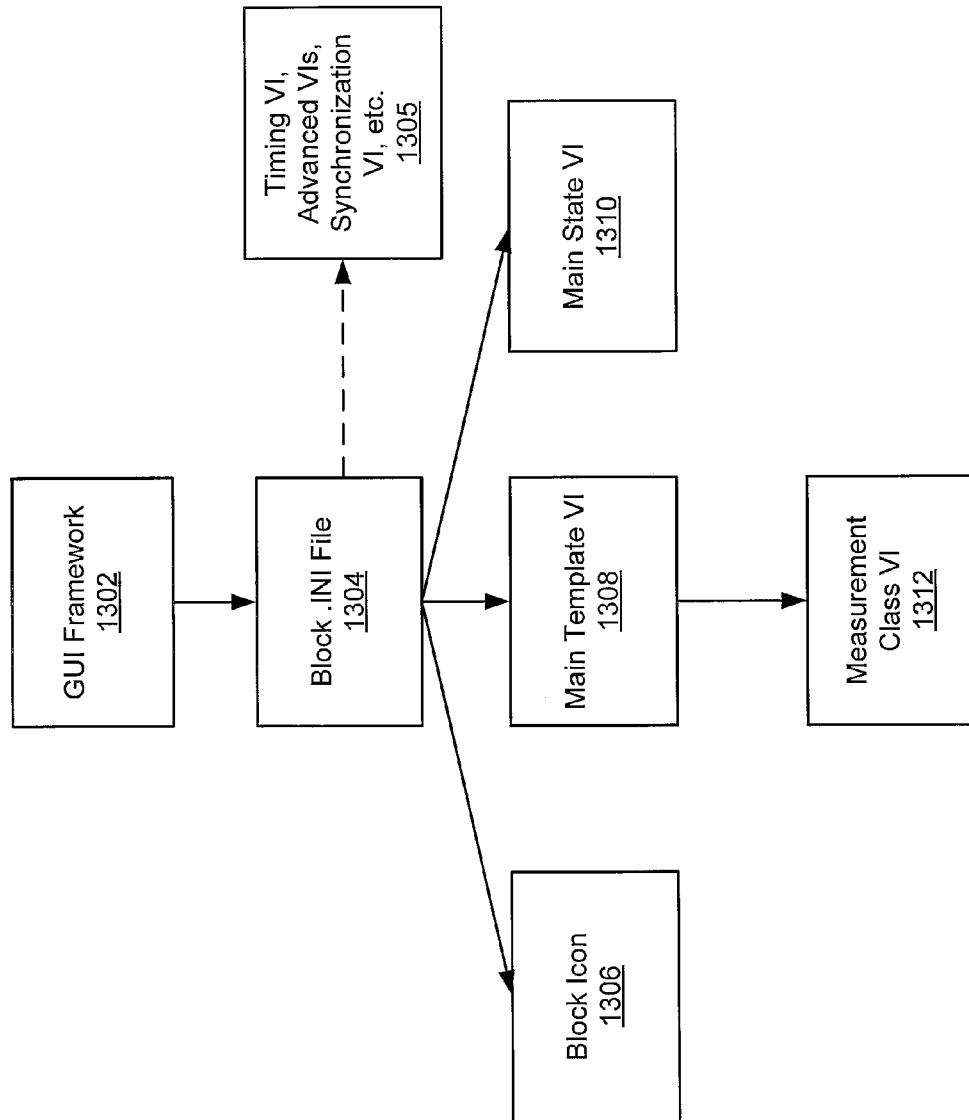 GUI Framework
1302
Block .INI File
1304
Timing VI,
Advanced VIs,
Synchronization
VI, etc.
1305
Block Icon
1306
Main Template VI
1308
Main State VI
1310
Measurement
Class VI
1312